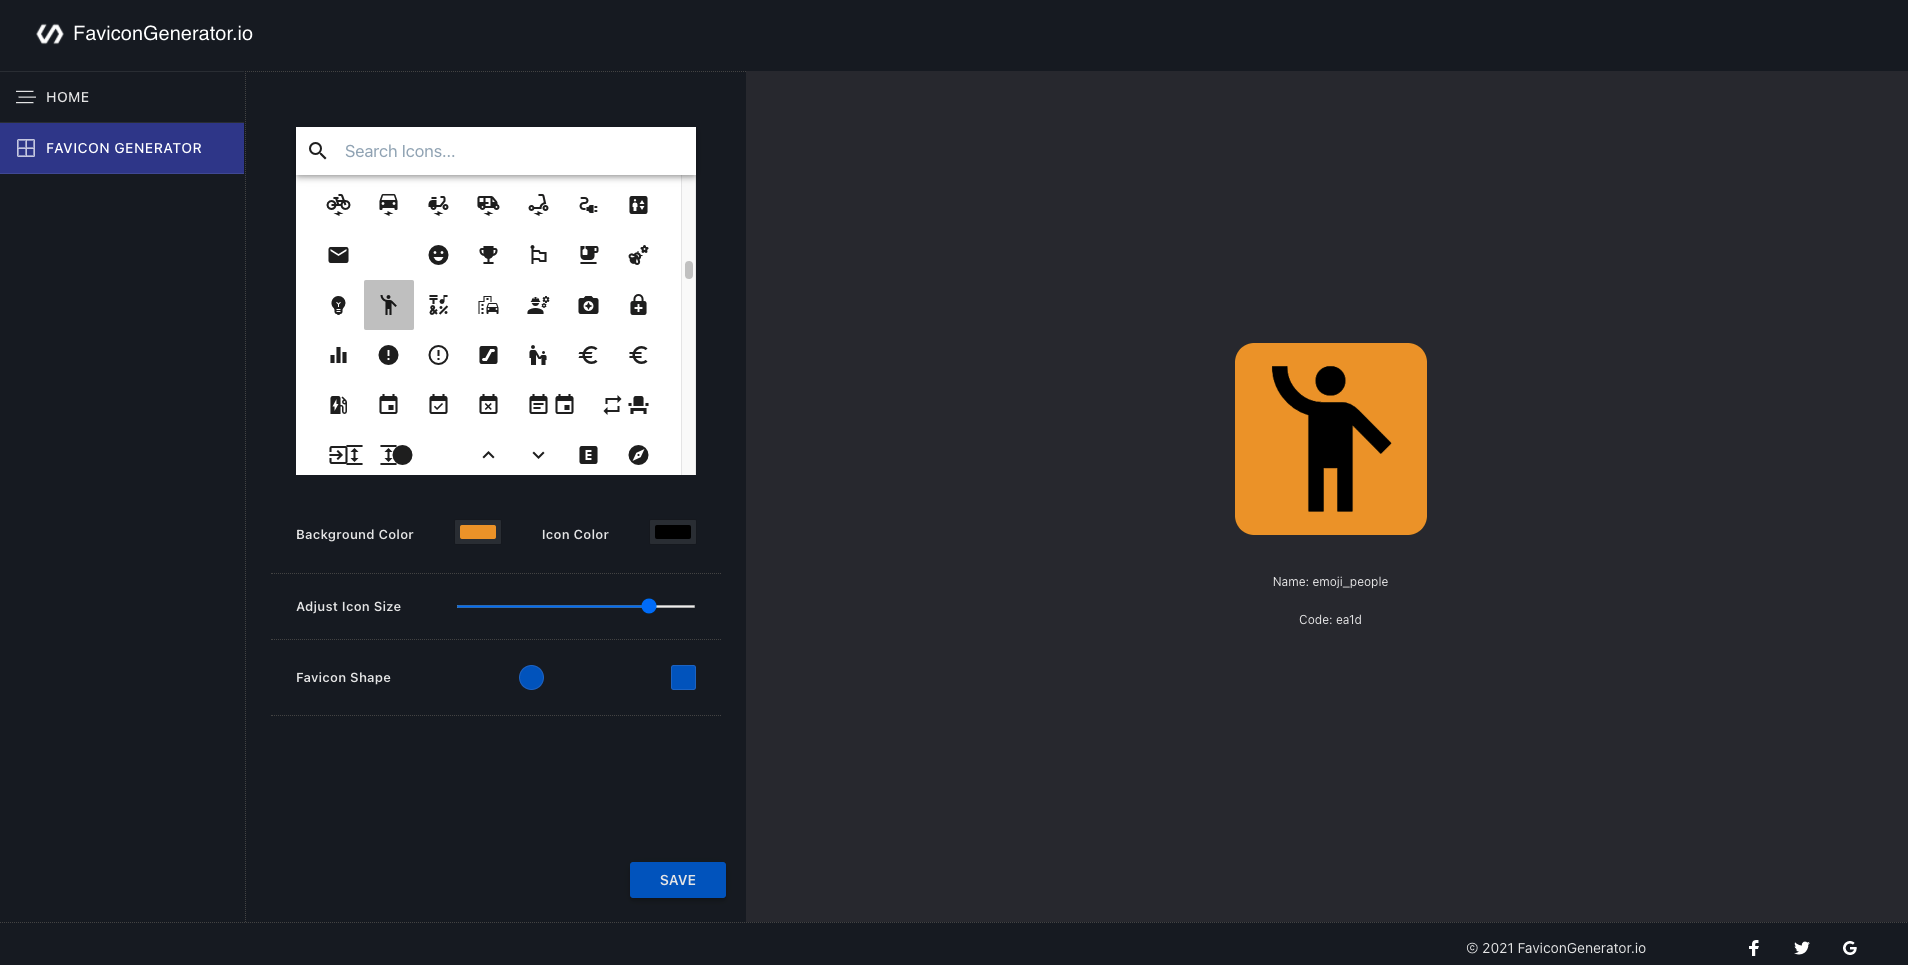 FaviconGenerator.io
HOME
FAVICON GENERATOR
Search Icons...
Background Color
Icon Color
Adjust Icon Size
Favicon Shape
SAVE
Name: emoji_people
Code: ea1d
© 2021 FaviconGenerator.io